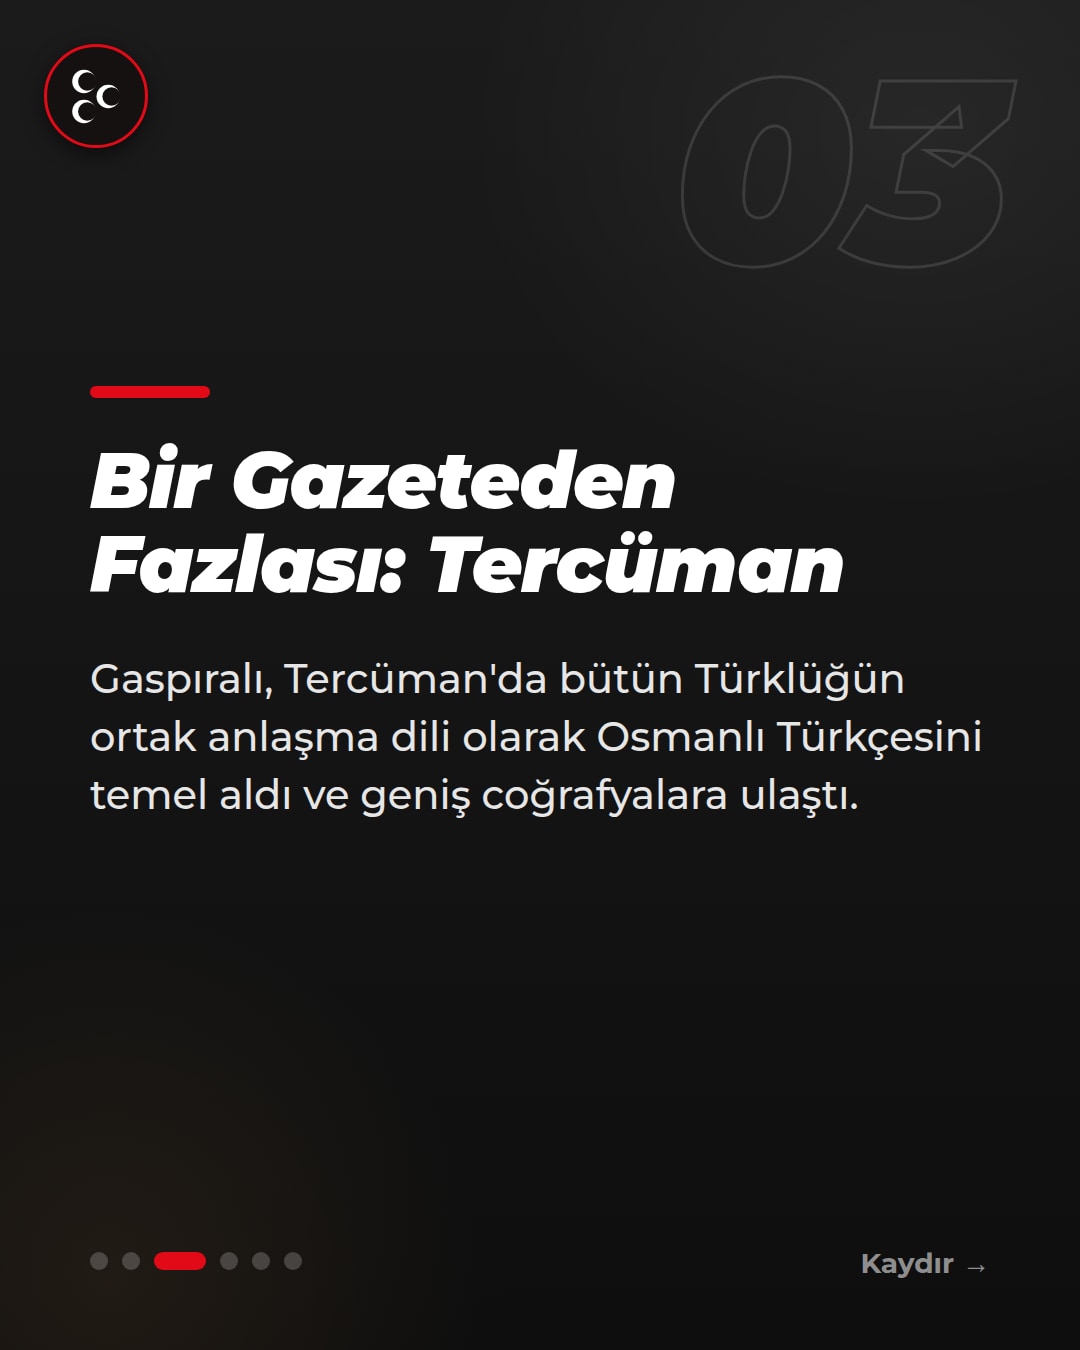 03
Bir Gazeteden
Fazlası: Tercüman
Gaspıralı, Tercüman'da bütün Türklüğün
ortak anlaşma dili olarak Osmanlı Türkçesini
temel aldı ve geniş coğrafyalara ulaştı.
Kaydır →